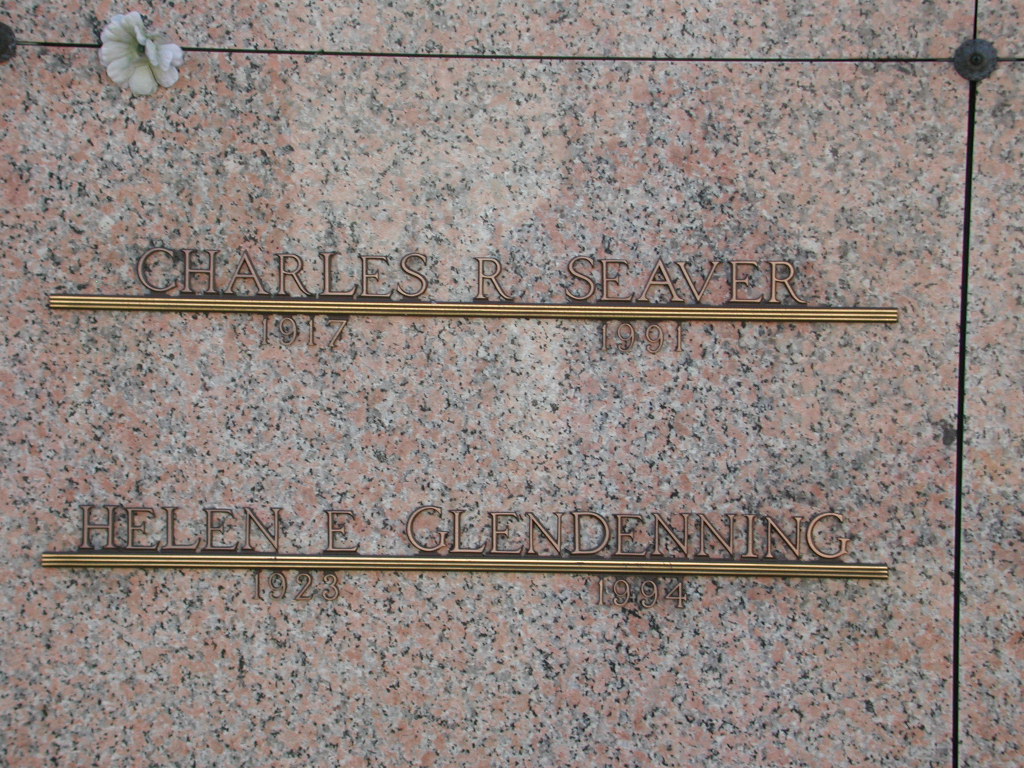 CHARLES R SEAVER
1917 1991
HELEN E GLENDENNING
1923 1994